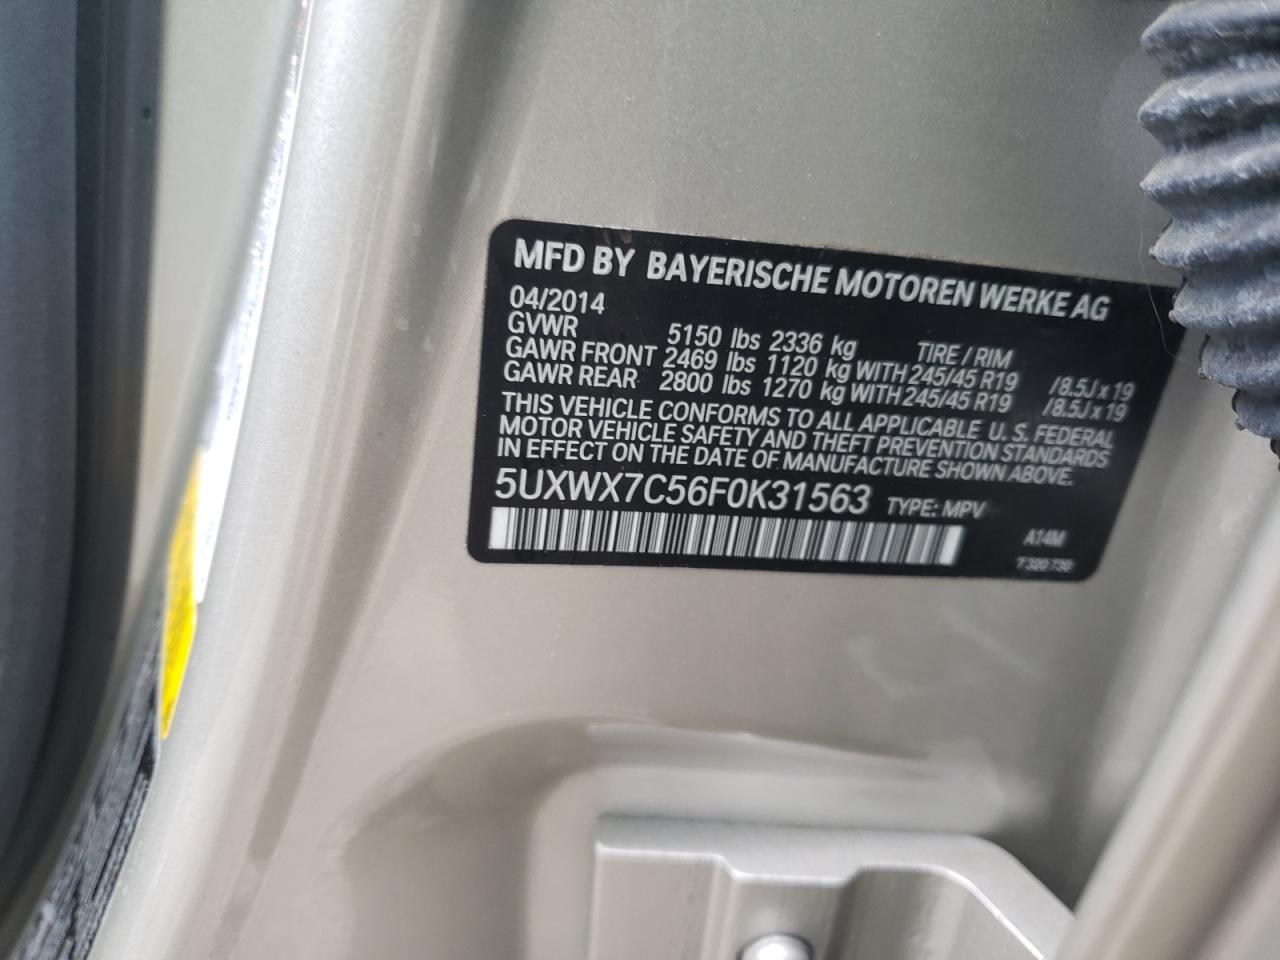 MFD BY BAYERISCHE MOTOREN WERKE AG
04/2014
GVWR 5150 lbs 2336 kg TIRE / RIM
GAWR FRONT 2469 lbs 1120 kg WITH 245/45 R19 /8.5J x 19
GAWR REAR 2800 lbs 1270 kg WITH 245/45 R19 /8.5J x 19
THIS VEHICLE CONFORMS TO ALL APPLICABLE U. S. FEDERAL
MOTOR VEHICLE SAFETY AND THEFT PREVENTION STANDARDS
IN EFFECT ON THE DATE OF MANUFACTURE SHOWN ABOVE.
5UXWX7C56F0K31563 TYPE: MPV
A14M